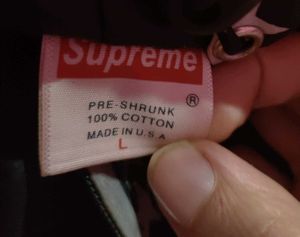 Supreme
®
PRE-SHRUNK
100% COTTON
MADE IN U.S.A
L